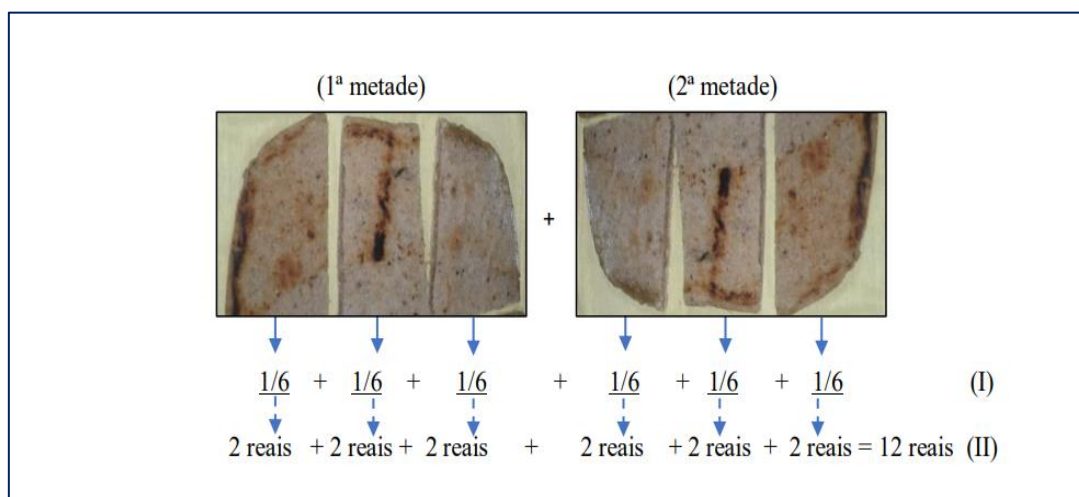 (1ª metade) (2ª metade)
+
1/6 + 1/6 + 1/6 + 1/6 + 1/6 + 1/6 (I)
2 reais + 2 reais + 2 reais + 2 reais + 2 reais + 2 reais = 12 reais (II)